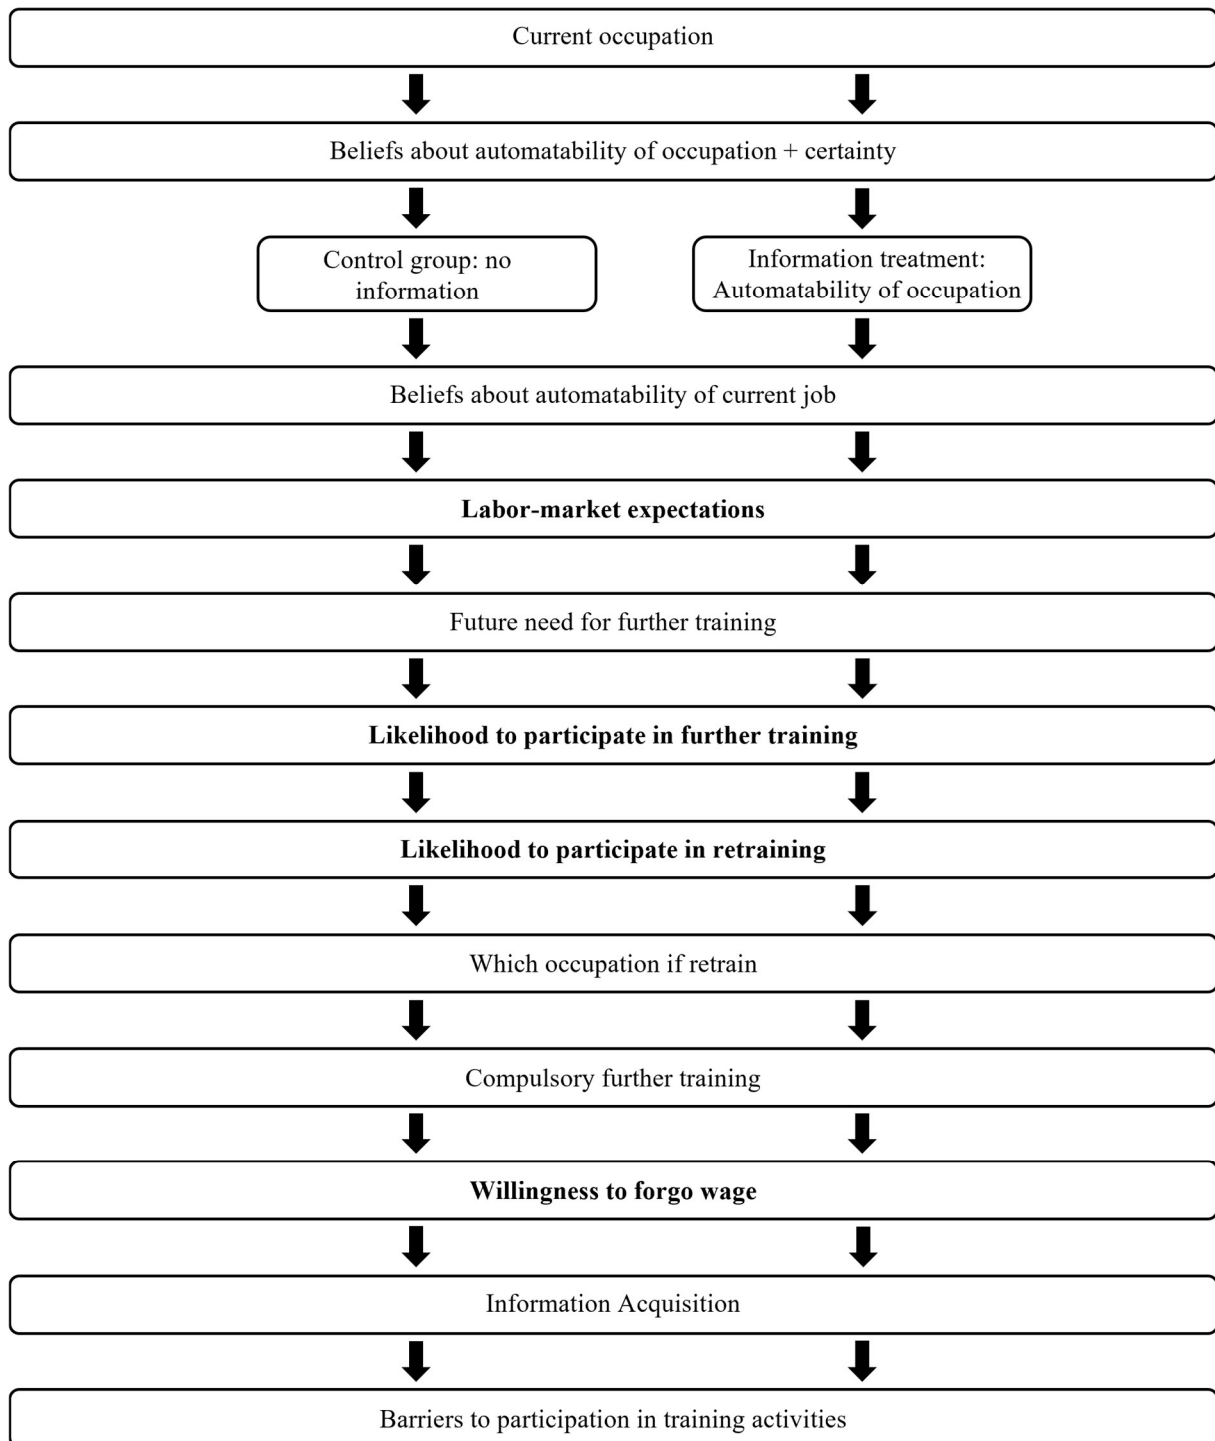 Current occupation
Beliefs about automatability of occupation + certainty
Control group: no
information
Information treatment:
Automatability of occupation
Beliefs about automatability of current job
Labor-market expectations
Future need for further training
Likelihood to participate in further training
Likelihood to participate in retraining
Which occupation if retrain
Compulsory further training
Willingness to forgo wage
Information Acquisition
Barriers to participation in training activities